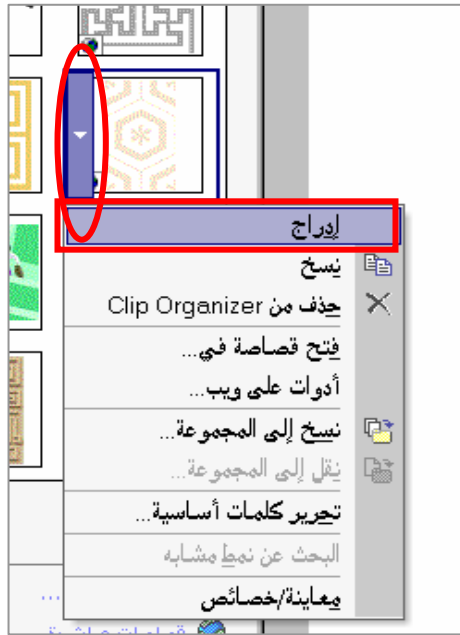 إدراج
نسخ
حذف من Clip Organizer
فتح قصاصة في...
أدوات على ويب...
نسخ إلى المجموعة...
نقل إلى المجموعة...
تحرير كلمات أساسية...
البحث عن نمط مشابه
معاينة/خصائص
...